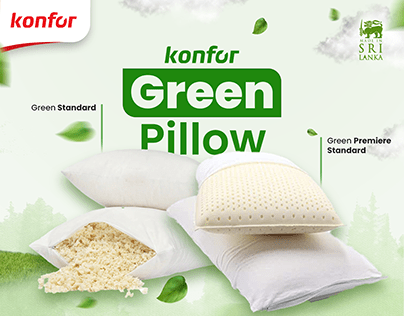 konfor
MADE IN
SRI
LANKA
konfor
Green
Pillow
Green Standard
Green Premiere
Standard